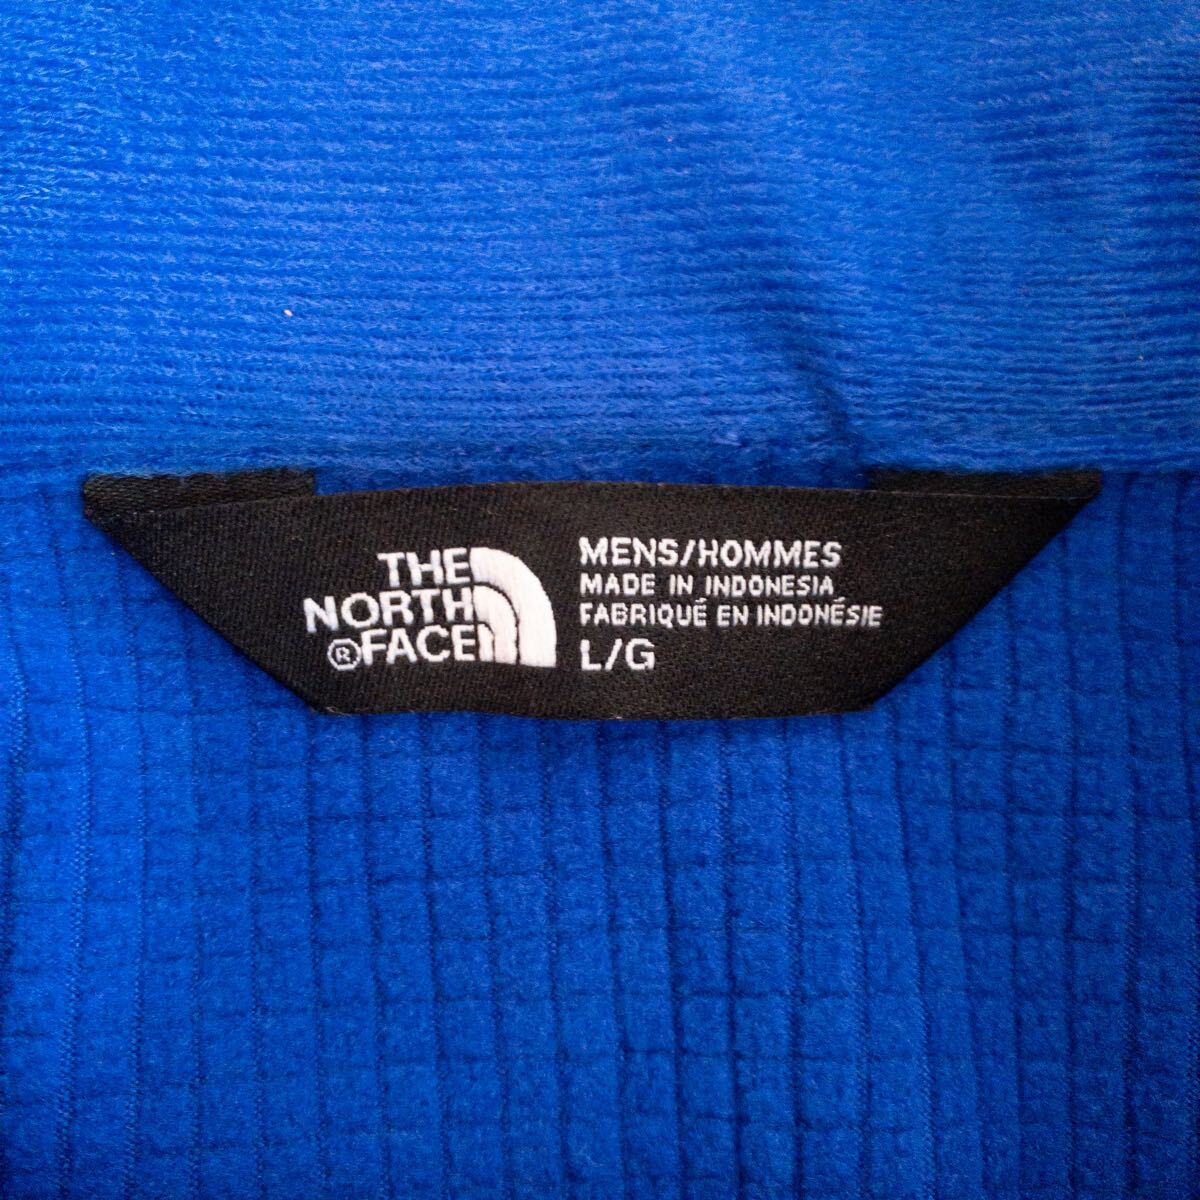 THE
NORTH
®FACE
MENS/HOMMES
MADE IN INDONESIA
FABRIQUÉ EN INDONÉSIE
L/G